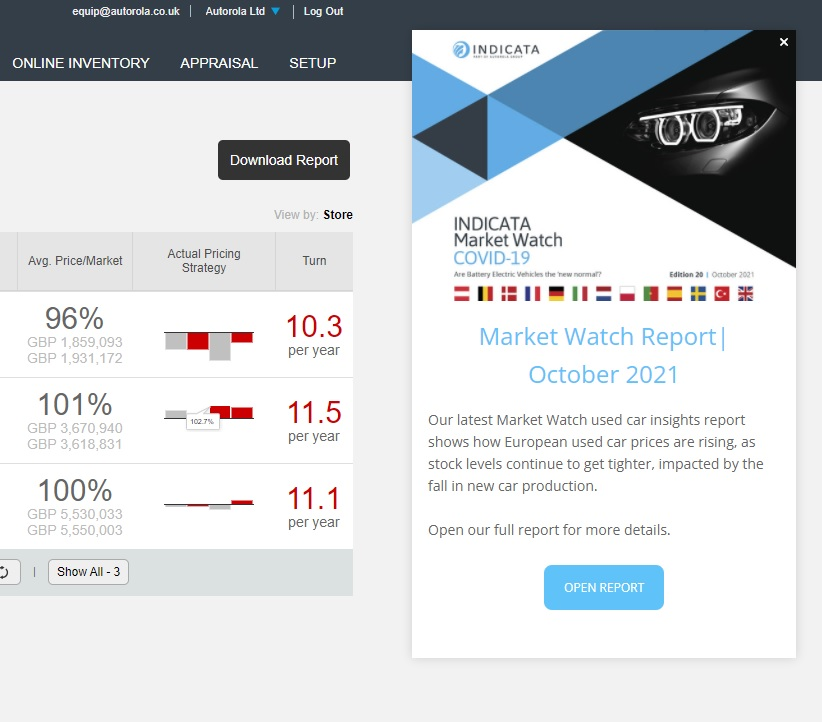 equip@autorola.co.uk | Autorola Ltd | Log Out
ONLINE INVENTORY APPRAISAL SETUP
Download Report
View by: Store
Avg. Price/Market Actual Pricing Strategy Turn
96%
GBP 1,859,093
GBP 1,931,172
10.3
per year
101%
GBP 3,670,940
GBP 3,618,831
102.7%
11.5
per year
100%
GBP 5,530,033
GBP 5,550,003
11.1
per year
| Show All - 3
×
INDICATA
PART OF AUTOROLA GROUP
INDICATA
Market Watch
COVID-19
Are Battery Electric Vehicles the 'new normal'?
Edition 20 | October 2021
Market Watch Report|
October 2021
Our latest Market Watch used car insights report
shows how European used car prices are rising, as
stock levels continue to get tighter, impacted by the
fall in new car production.
Open our full report for more details.
OPEN REPORT